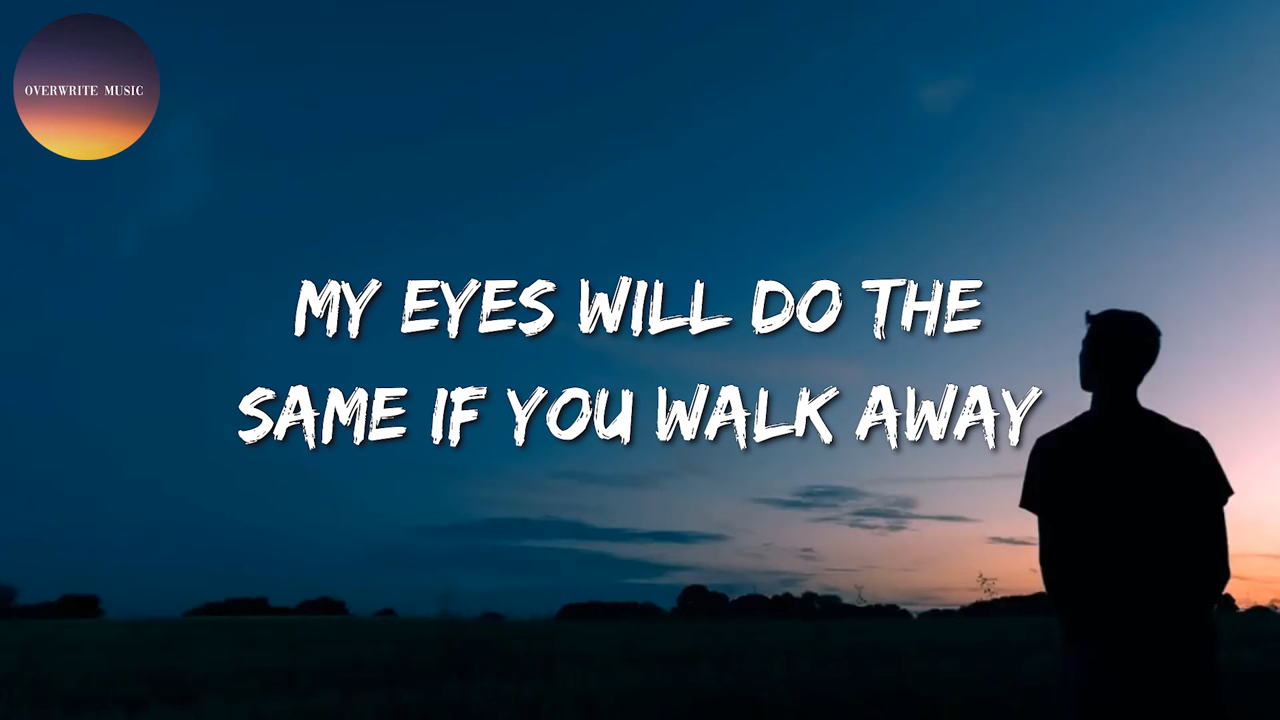 OVERWRITE MUSIC
MY EYES WILL DO THE
SAME IF YOU WALK AWAY